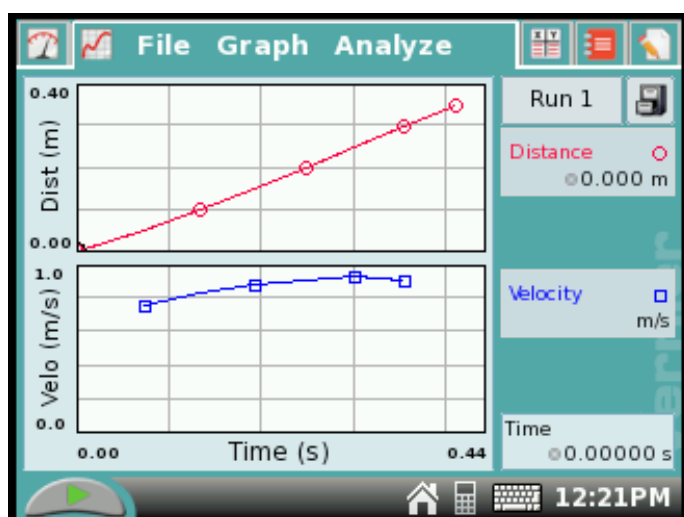 File Graph Analyze
X Y
0.40
Dist (m)
0.00
1.0
Velo (m/s)
0.0
0.00
Time (s)
0.44
Run 1
Distance
0.000 m
Velocity
m/s
Time
0.00000 s
12:21PM